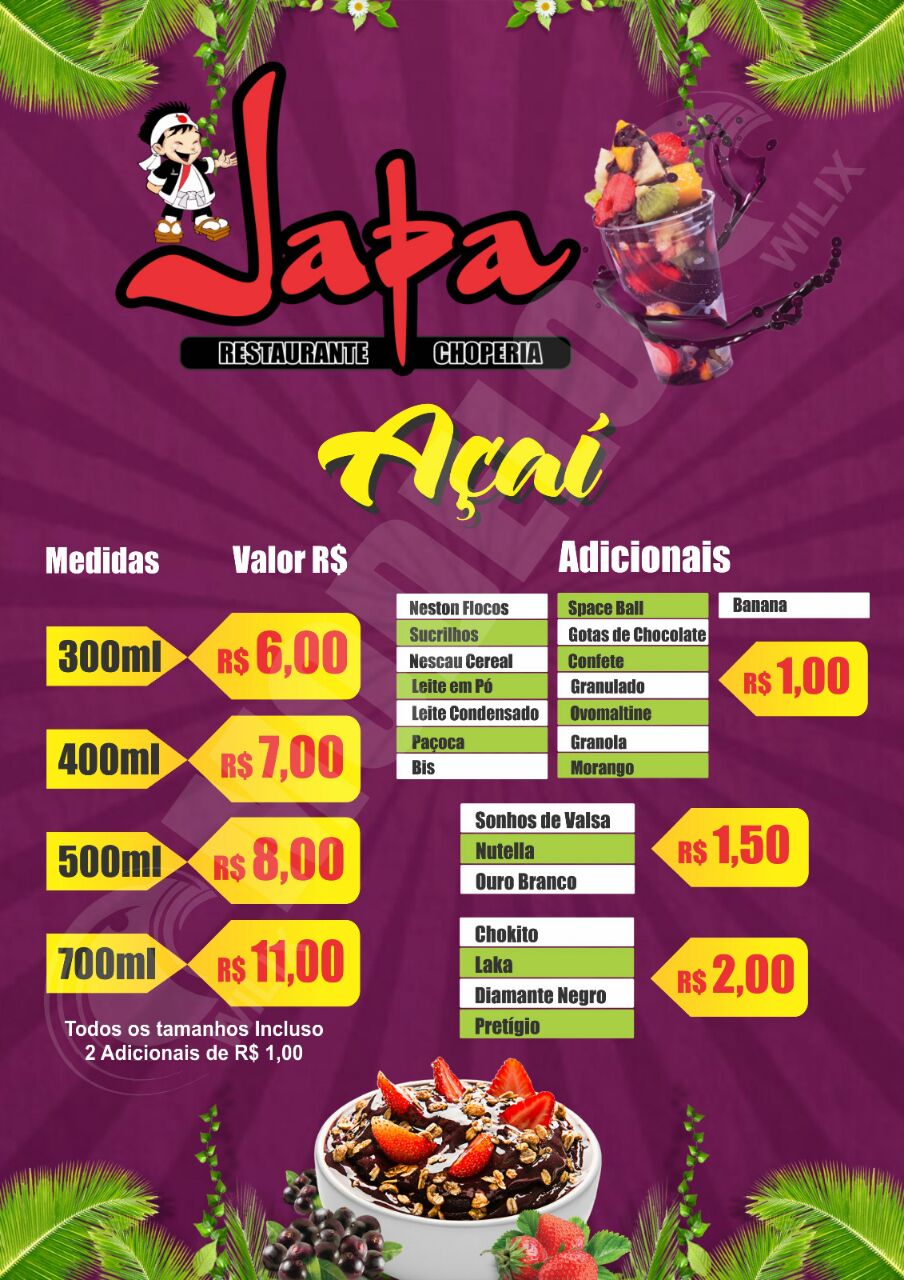 Japa
RESTAURANTE CHOPERIA
WILIX
Açaí
Medidas Valor R$
300ml R$ 6,00
400ml R$ 7,00
500ml R$ 8,00
700ml R$ 11,00
Todos os tamanhos Incluso
2 Adicionais de R$ 1,00
Adicionais
Neston Flocos
Sucrilhos
Nescau Cereal
Leite em Pó
Leite Condensado
Paçoca
Bis
Space Ball
Gotas de Chocolate
Confete
Granulado
Ovomaltine
Granola
Morango
Banana
R$ 1,00
Sonhos de Valsa
Nutella
Ouro Branco
R$ 1,50
Chokito
Laka
Diamante Negro
Pretígio
R$ 2,00
MODELO
WILIX